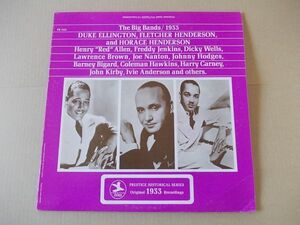 The Big Bands/1933
DUKE ELLINGTON, FLETCHER HENDERSON,
and HORACE HENDERSON
Henry "Red" Allen, Freddy Jenkins, Dicky Wells,
Lawrence Brown, Joe Nanton, Johnny Hodges,
Barney Bigard, Coleman Hawkins, Harry Carney,
John Kirby, Ivie Anderson and others.
PRESTIGE HISTORICAL SERIES
Original 1933 Recordings